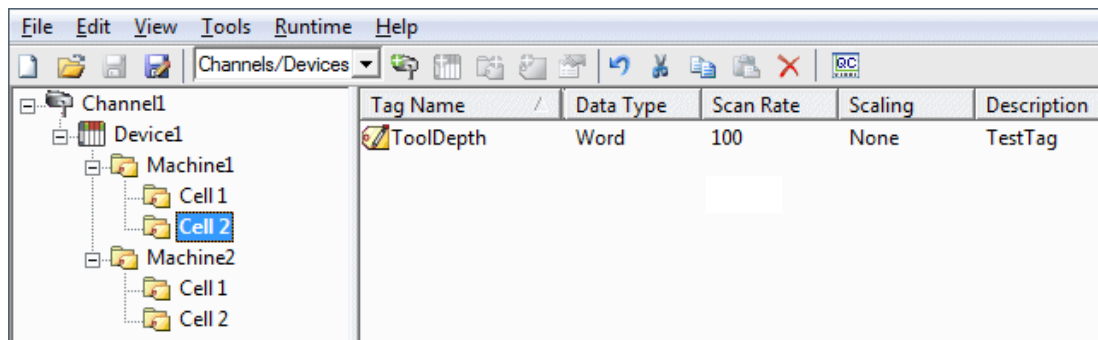 File Edit View Tools Runtime Help
Channels/Devices QC
Channel1
Device1
Machine1
Cell 1
Cell 2
Machine2
Cell 1
Cell 2
Tag Name Data Type Scan Rate Scaling Description
ToolDepth Word 100 None TestTag